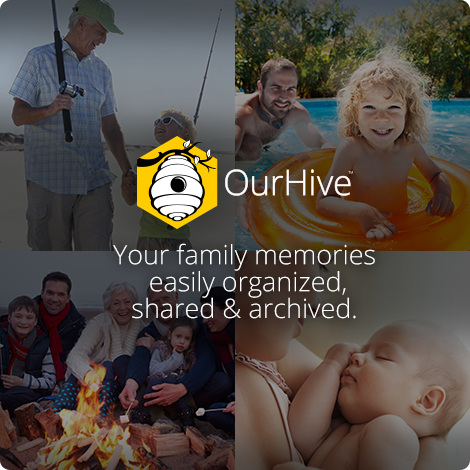 OurHive™
Your family memories
easily organized,
shared & archived.